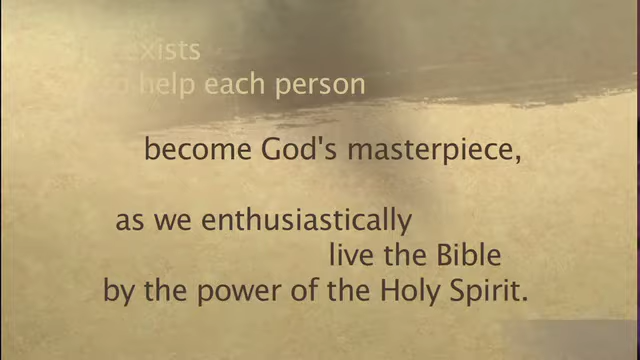 exists
to help each person
become God's masterpiece,
as we enthusiastically
live the Bible
by the power of the Holy Spirit.